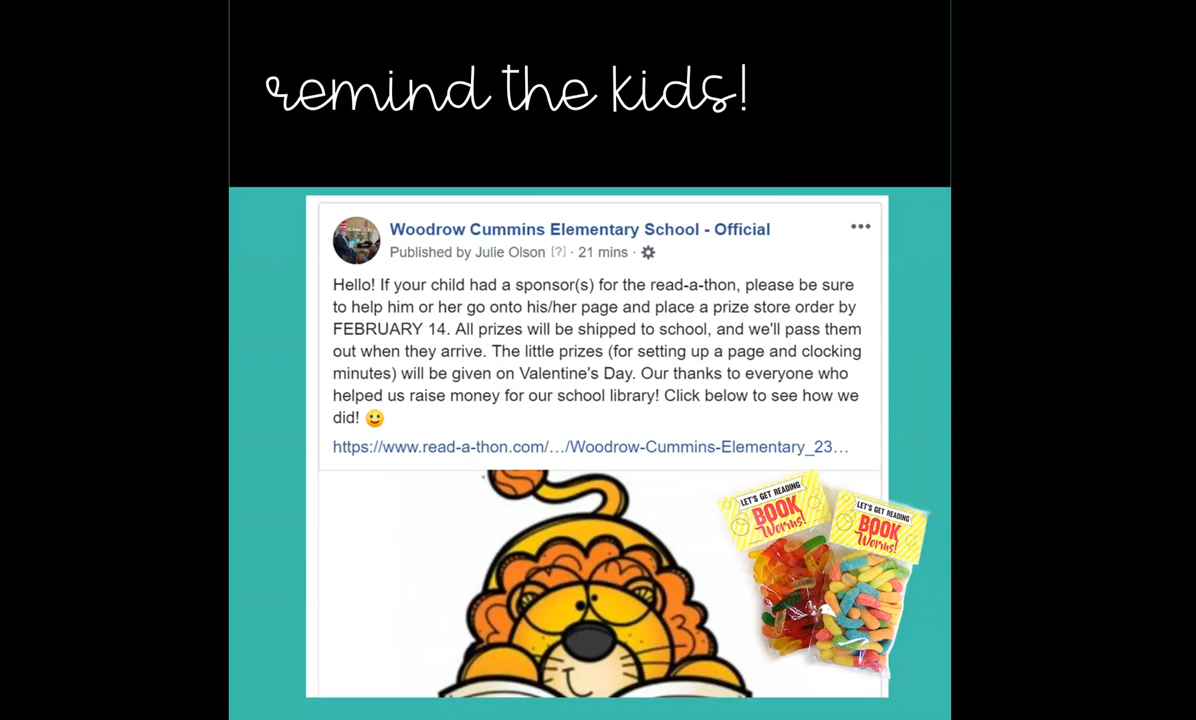 remind the kids!
Woodrow Cummins Elementary School - Official
Published by Julie Olson [?] · 21 mins ·
Hello! If your child had a sponsor(s) for the read-a-thon, please be sure
to help him or her go onto his/her page and place a prize store order by
FEBRUARY 14. All prizes will be shipped to school, and we'll pass them
out when they arrive. The little prizes (for setting up a page and clocking
minutes) will be given on Valentine's Day. Our thanks to everyone who
helped us raise money for our school library! Click below to see how we
did!
https://www.read-a-thon.com/.../Woodrow-Cummins-Elementary_23...
LET'S GET READING
BOOK
Worms!
LET'S GET READING
BOOK
Worms!